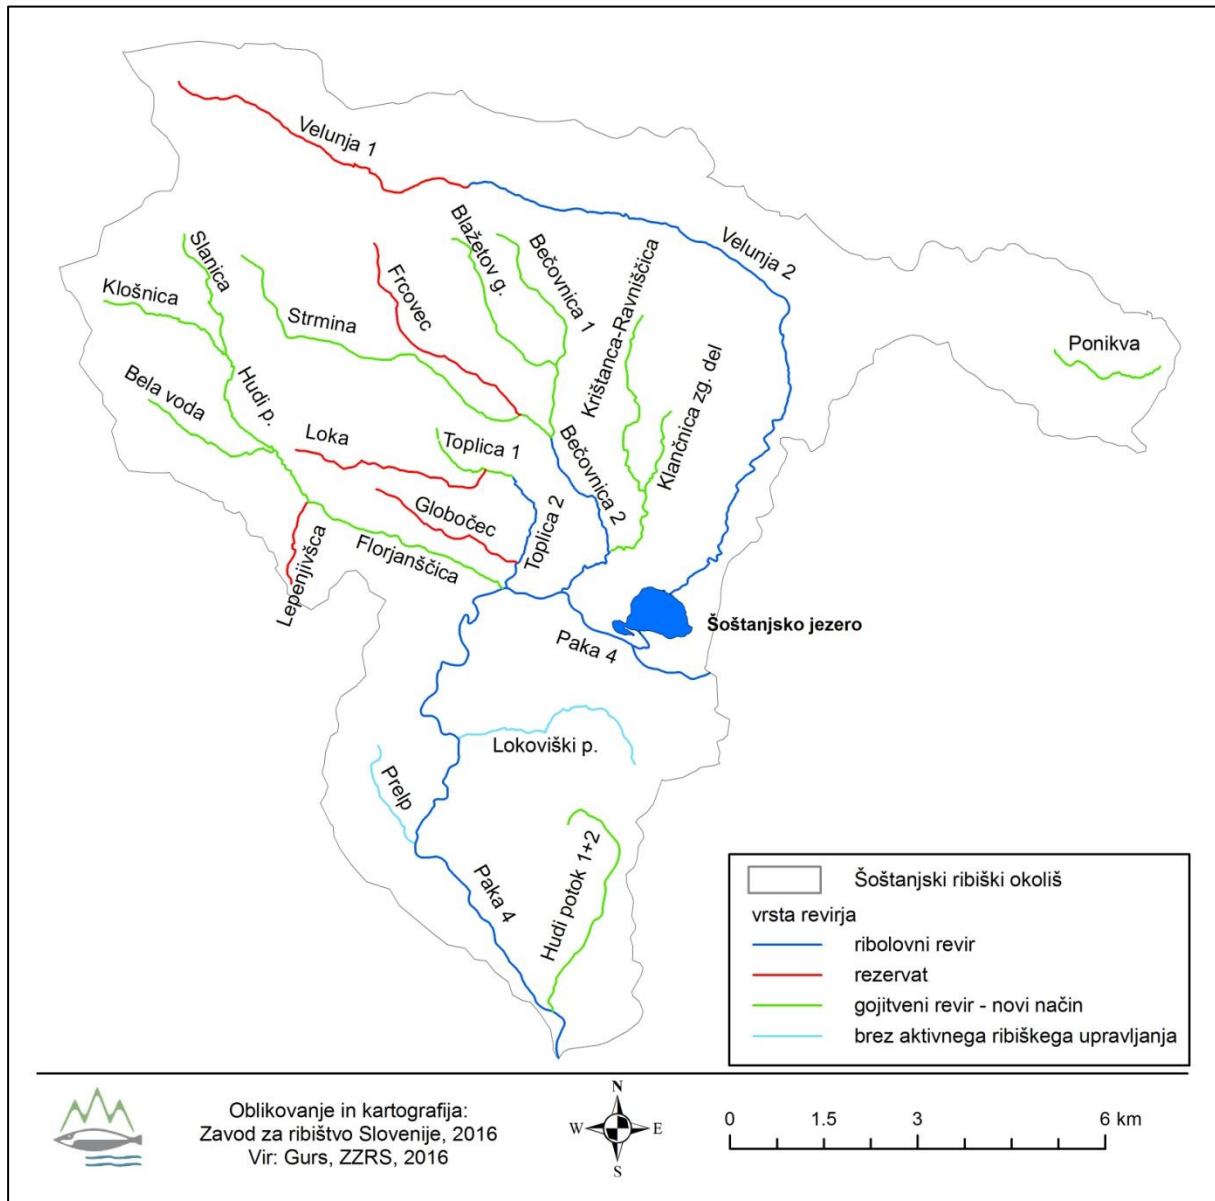 Velunja 1
Velunja 2
Slanica
Klošnica
Strmina
Frcovec
Blažetov g.
Bečovnica 1
Krištanca-Ravniščica
Klančnica zg. del
Ponikva
Bela voda
Hudi p.
Loka
Toplica 1
Bečovnica 2
Globočec
Toplica 2
Florjanščica
Lepenjivšca
Šoštanjsko jezero
Paka 4
Lokoviški p.
Prelp
Paka 4
Hudi potok 1+2
Šoštanjski ribiški okoliš
vrsta revirja
ribolovni revir
rezervat
gojitveni revir - novi način
brez aktivnega ribiškega upravljanja
Oblikovanje in kartografija:
Zavod za ribištvo Slovenije, 2016
Vir: Gurs, ZZRS, 2016
N
W E
S
0 1.5 3 6 km